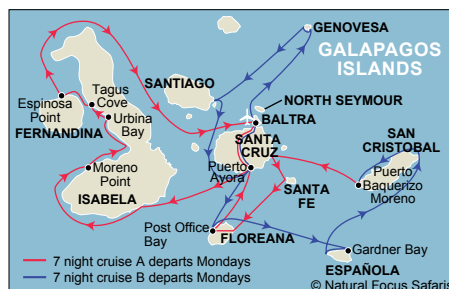 GENOVESA
GALAPAGOS
ISLANDS
Tagus
Cove
SANTIAGO
Espinosa
Point
Urbina
Bay
FERNANDINA
NORTH SEYMOUR
BALTRA
SANTA
CRUZ
SAN
CRISTOBAL
Moreno
Point
Puerto
Ayora
Puerto
Baquerizo
Moreno
ISABELA
SANTA
FE
Post Office
Bay
FLOREANA
Gardner Bay
7 night cruise A departs Mondays
7 night cruise B departs Mondays
ESPAÑOLA
© Natural Focus Safaris